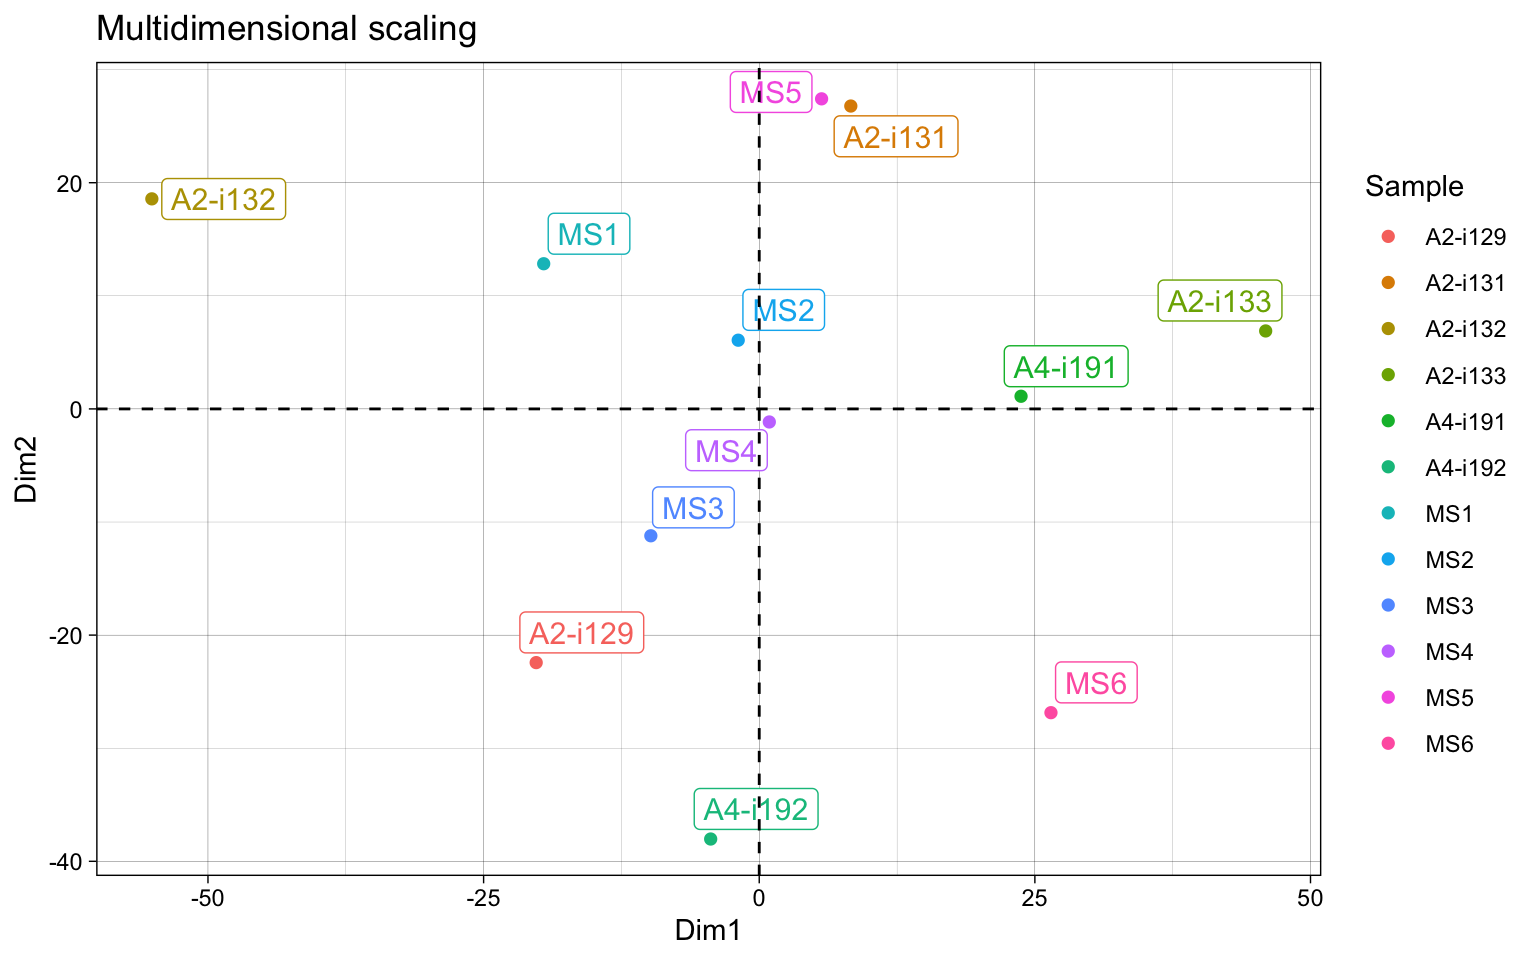 Multidimensional scaling
MS5
A2-i131
A2-i132
MS1
A2-i133
MS2
A4-i191
MS4
MS3
A2-i129
MS6
A4-i192
20
0
-20
-40
Dim2
-50
-25
0
25
50
Dim1
Sample
A2-i129
A2-i131
A2-i132
A2-i133
A4-i191
A4-i192
MS1
MS2
MS3
MS4
MS5
MS6